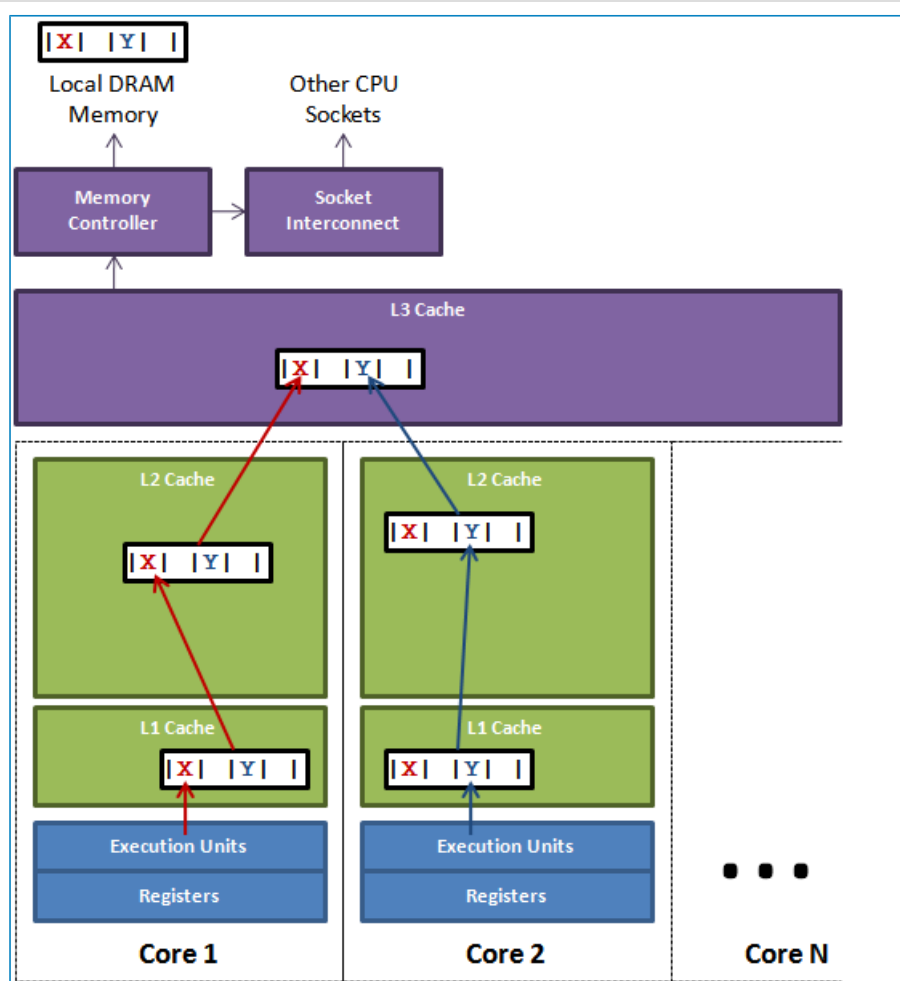 |X| |Y| |
Local DRAM
Memory
Other CPU
Sockets
Memory
Controller
Socket
Interconnect
L3 Cache
|X| |Y| |
L2 Cache
|X| |Y| |
L2 Cache
|X| |Y| |
L1 Cache
|X| |Y| |
L1 Cache
|X| |Y| |
Execution Units
Execution Units
Registers
Registers
...
Core 1
Core 2
Core N